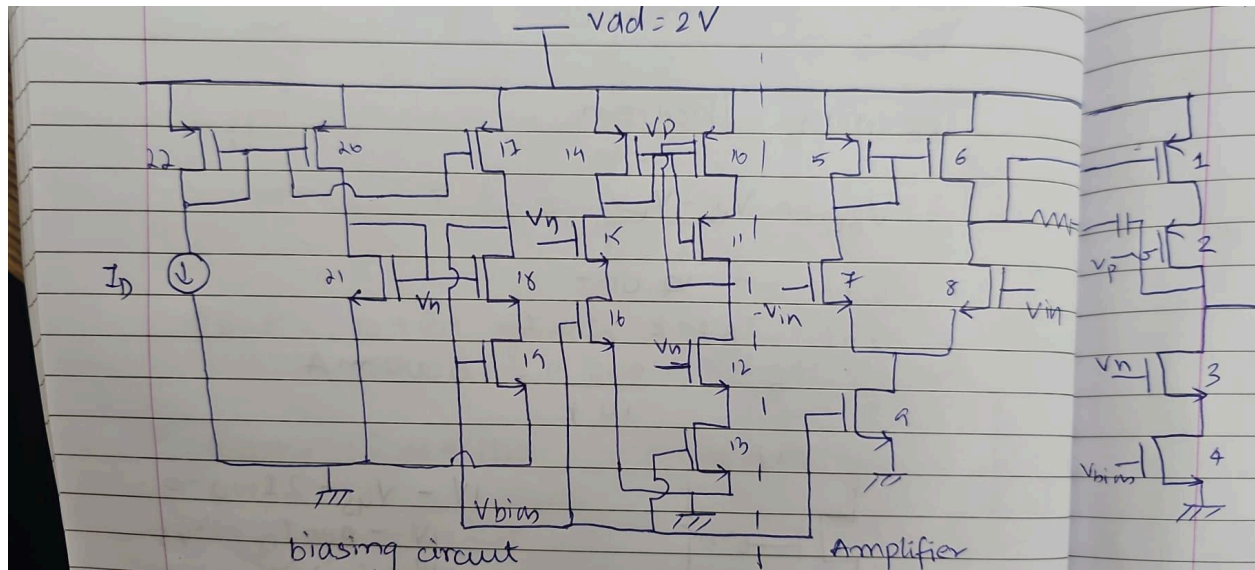 Vdd = 2V
22 20 17 14 VP 10 5 6 1
Vn 15 11 Vp 2
ID 21 Vn 18 16 -Vin 7 8 Vin
19 Vn 12 Vn 3
13 9 Vbias 4
Vbias
biasing circuit Amplifier